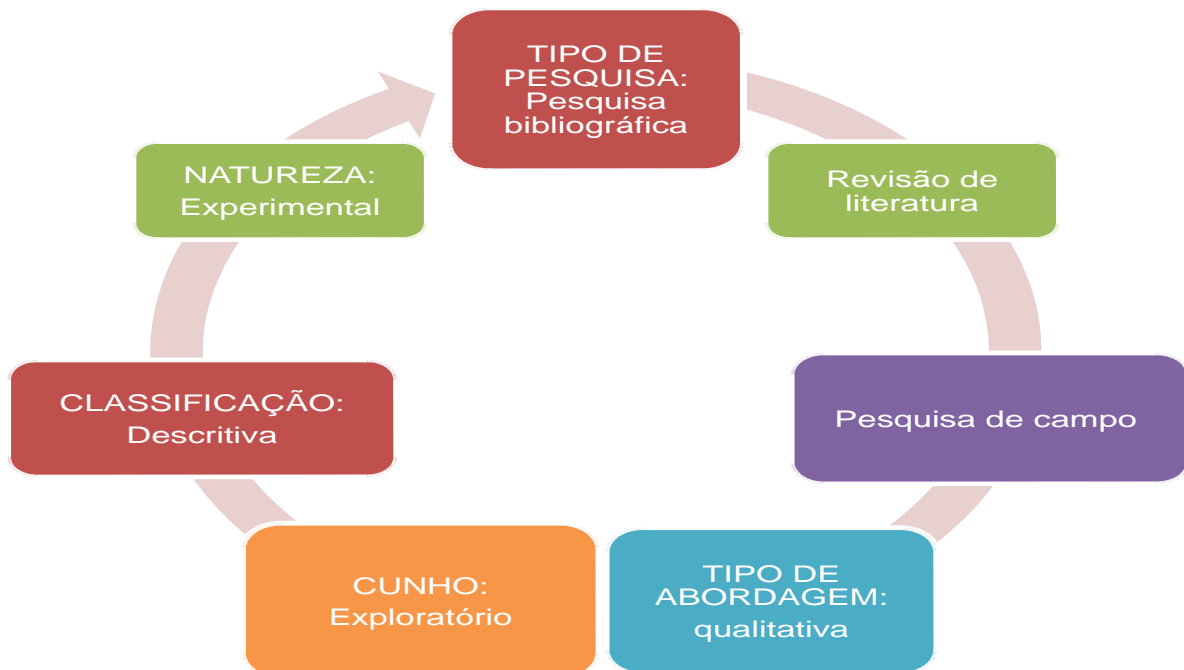 TIPO DE
PESQUISA:
Pesquisa
bibliográfica
Revisão de
literatura
Pesquisa de campo
TIPO DE
ABORDAGEM:
qualitativa
CUNHO:
Exploratório
CLASSIFICAÇÃO:
Descritiva
NATUREZA:
Experimental